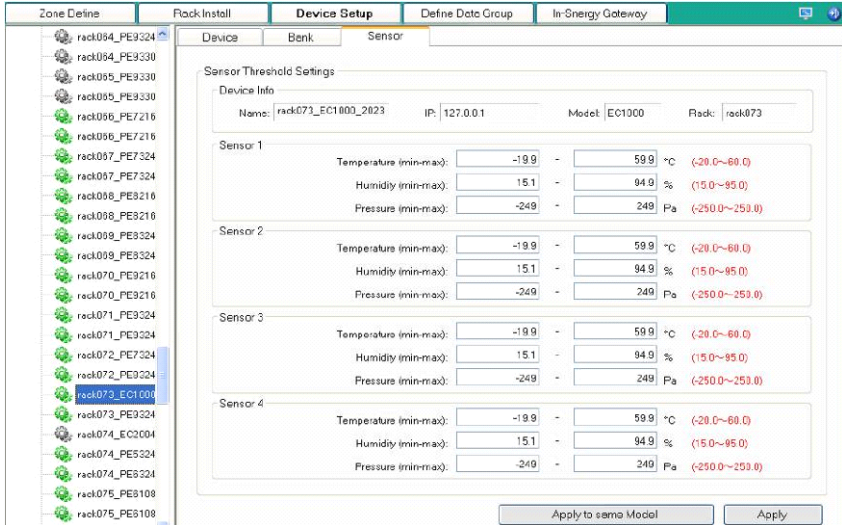 Zone Define Rack Install Device Setup Define Data Group In-Snergy Gateway
Device Bank Sensor
rack064_PE9324
rack064_PE9330
rack065_PE9330
rack065_PE9330
rack066_PE7216
rack066_PE7216
rack067_PE7324
rack067_PE7324
rack068_PE8216
rack068_PE8216
rack069_PE8324
rack069_PE8324
rack070_PE9216
rack070_PE9216
rack071_PE9324
rack071_PE9324
rack072_PE7324
rack072_PE9324
rack073_EC1000
rack073_PE9324
rack074_EC2004
rack074_PE5324
rack074_PE6324
rack075_PE6108
rack075_PE6108
Sensor Threshold Settings
Device Info
Name: rack073_EC1000_2023 IP: 127.0.0.1 Model: EC1000 Rack: rack073
Sensor 1
Temperature (min-max): -19.9 - 59.9 °C (-20.0~60.0)
Humidity (min-max): 15.1 - 94.9 % (15.0~95.0)
Pressure (min-max): -249 - 249 Pa (-250.0~250.0)
Sensor 2
Temperature (min-max): -19.9 - 59.9 °C (-20.0~60.0)
Humidity (min-max): 15.1 - 94.9 % (15.0~95.0)
Pressure (min-max): -249 - 249 Pa (-250.0~250.0)
Sensor 3
Temperature (min-max): -19.9 - 59.9 °C (-20.0~60.0)
Humidity (min-max): 15.1 - 94.9 % (15.0~95.0)
Pressure (min-max): -249 - 249 Pa (-250.0~250.0)
Sensor 4
Temperature (min-max): -19.9 - 59.9 °C (-20.0~60.0)
Humidity (min-max): 15.1 - 94.9 % (15.0~95.0)
Pressure (min-max): -249 - 249 Pa (-250.0~250.0)
Apply to same Model Apply